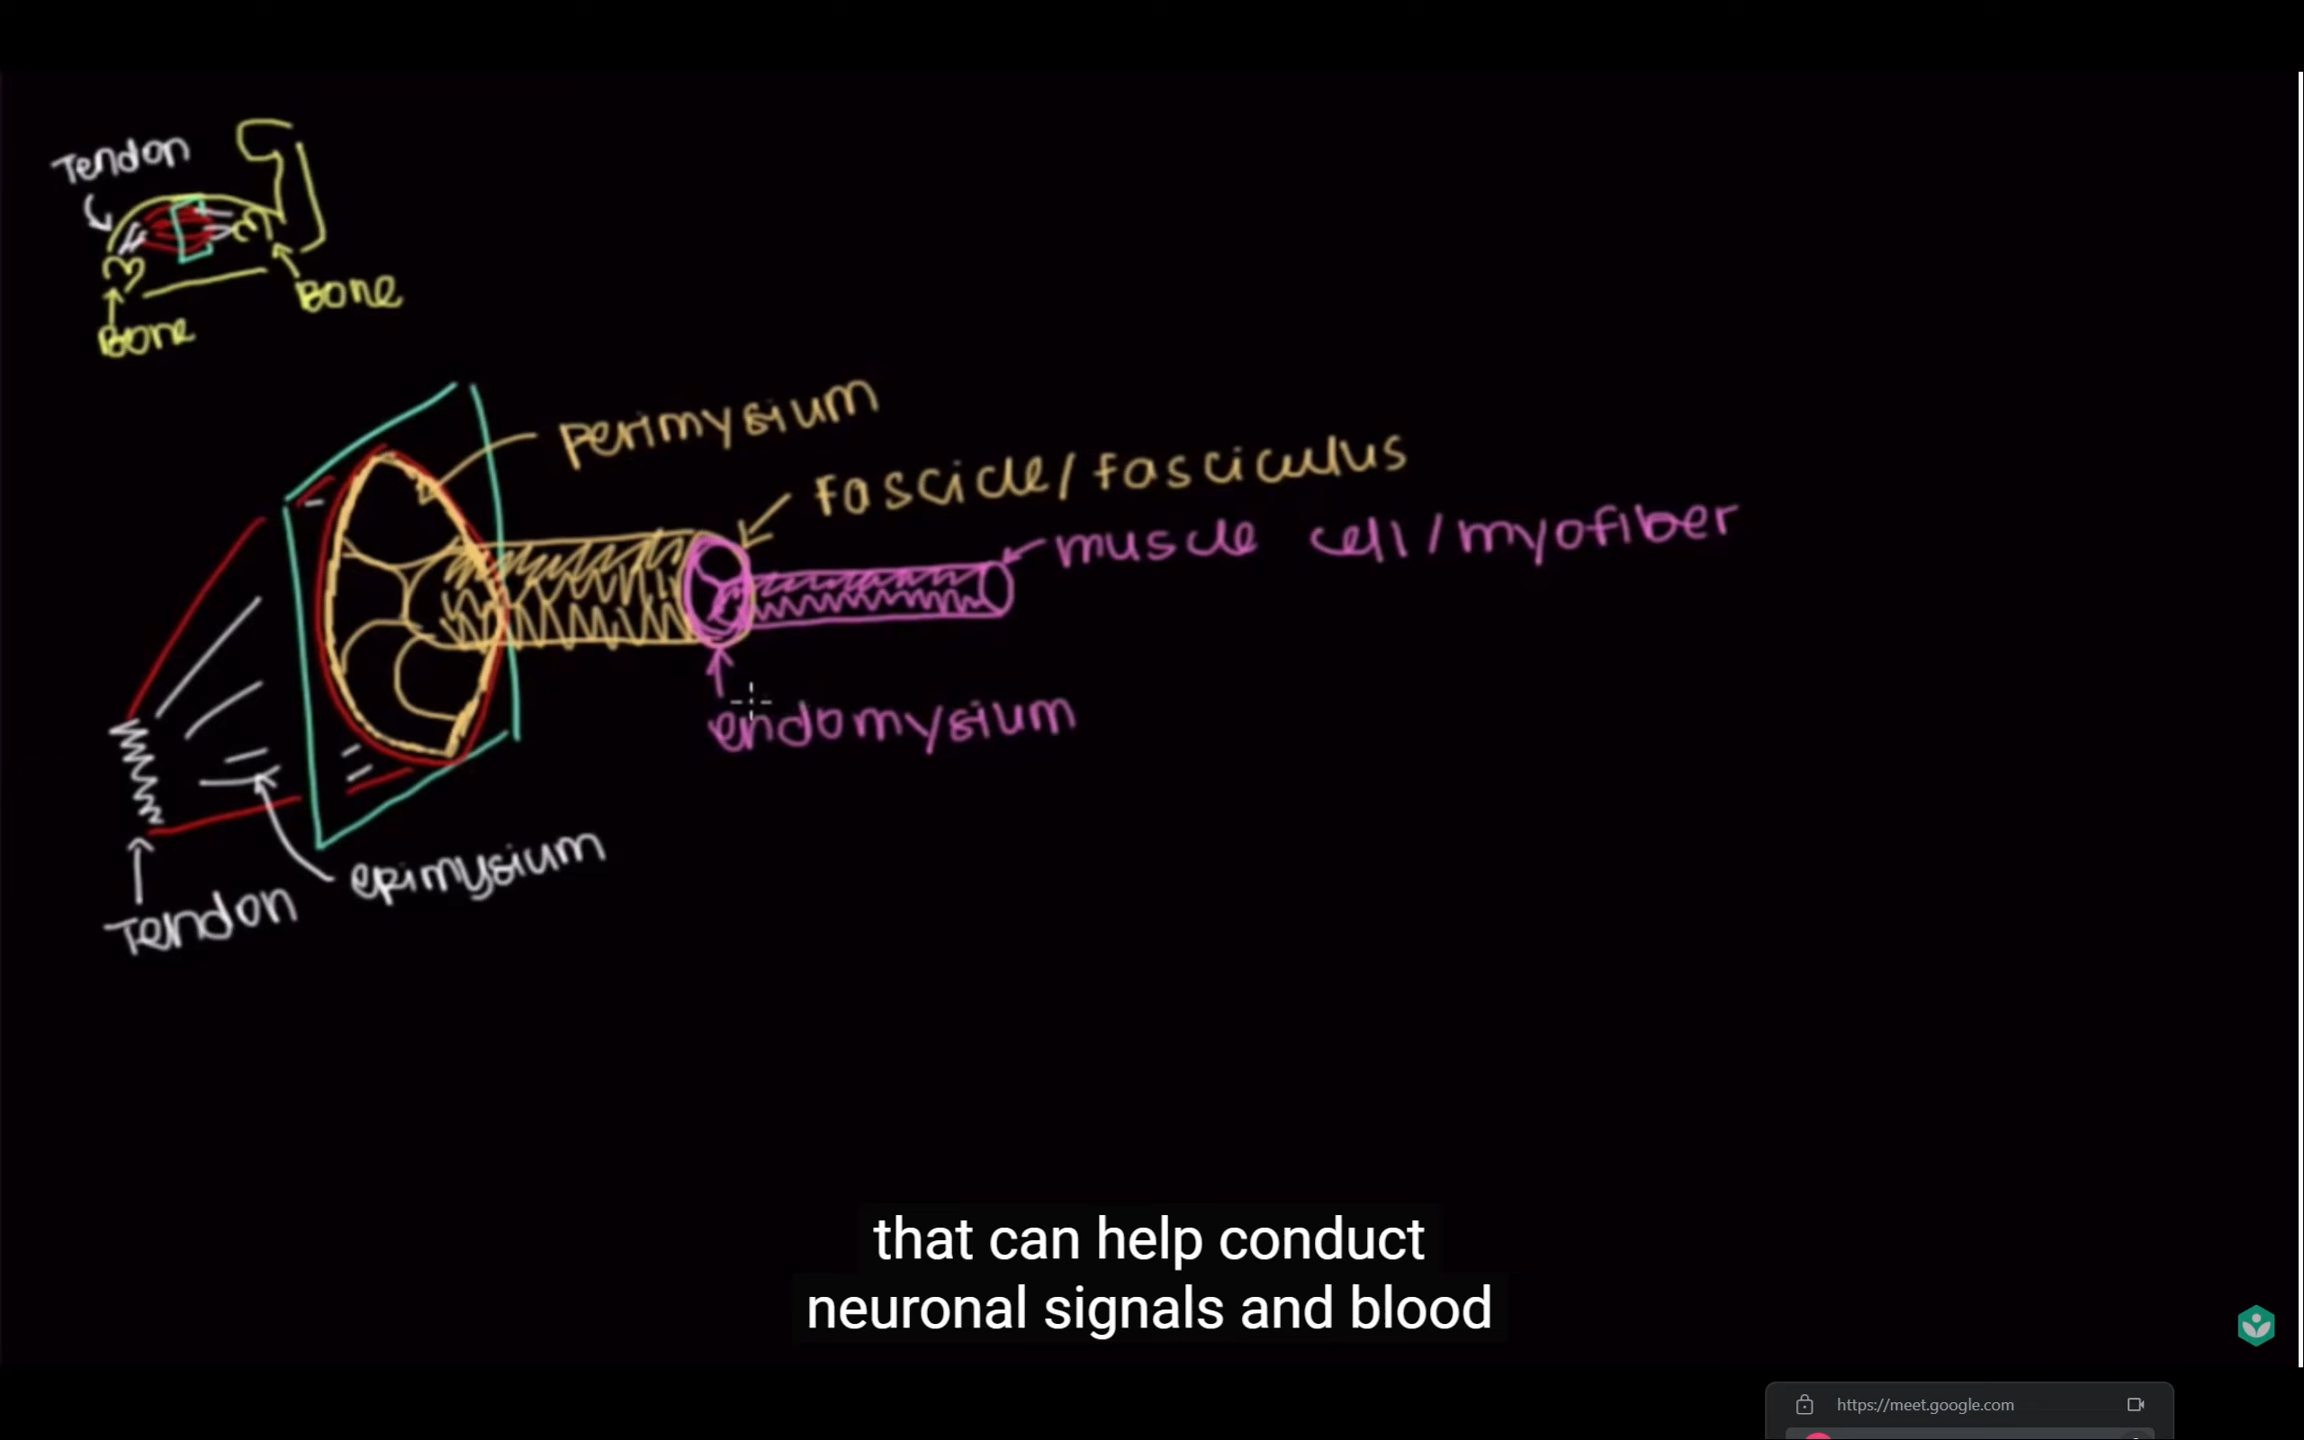 Tendon
Bone
Bone
perimysium
fascicle/fasciculus
muscle cell/myofiber
endomysium
epimysium
Tendon
that can help conduct
neuronal signals and blood
https://meet.google.com